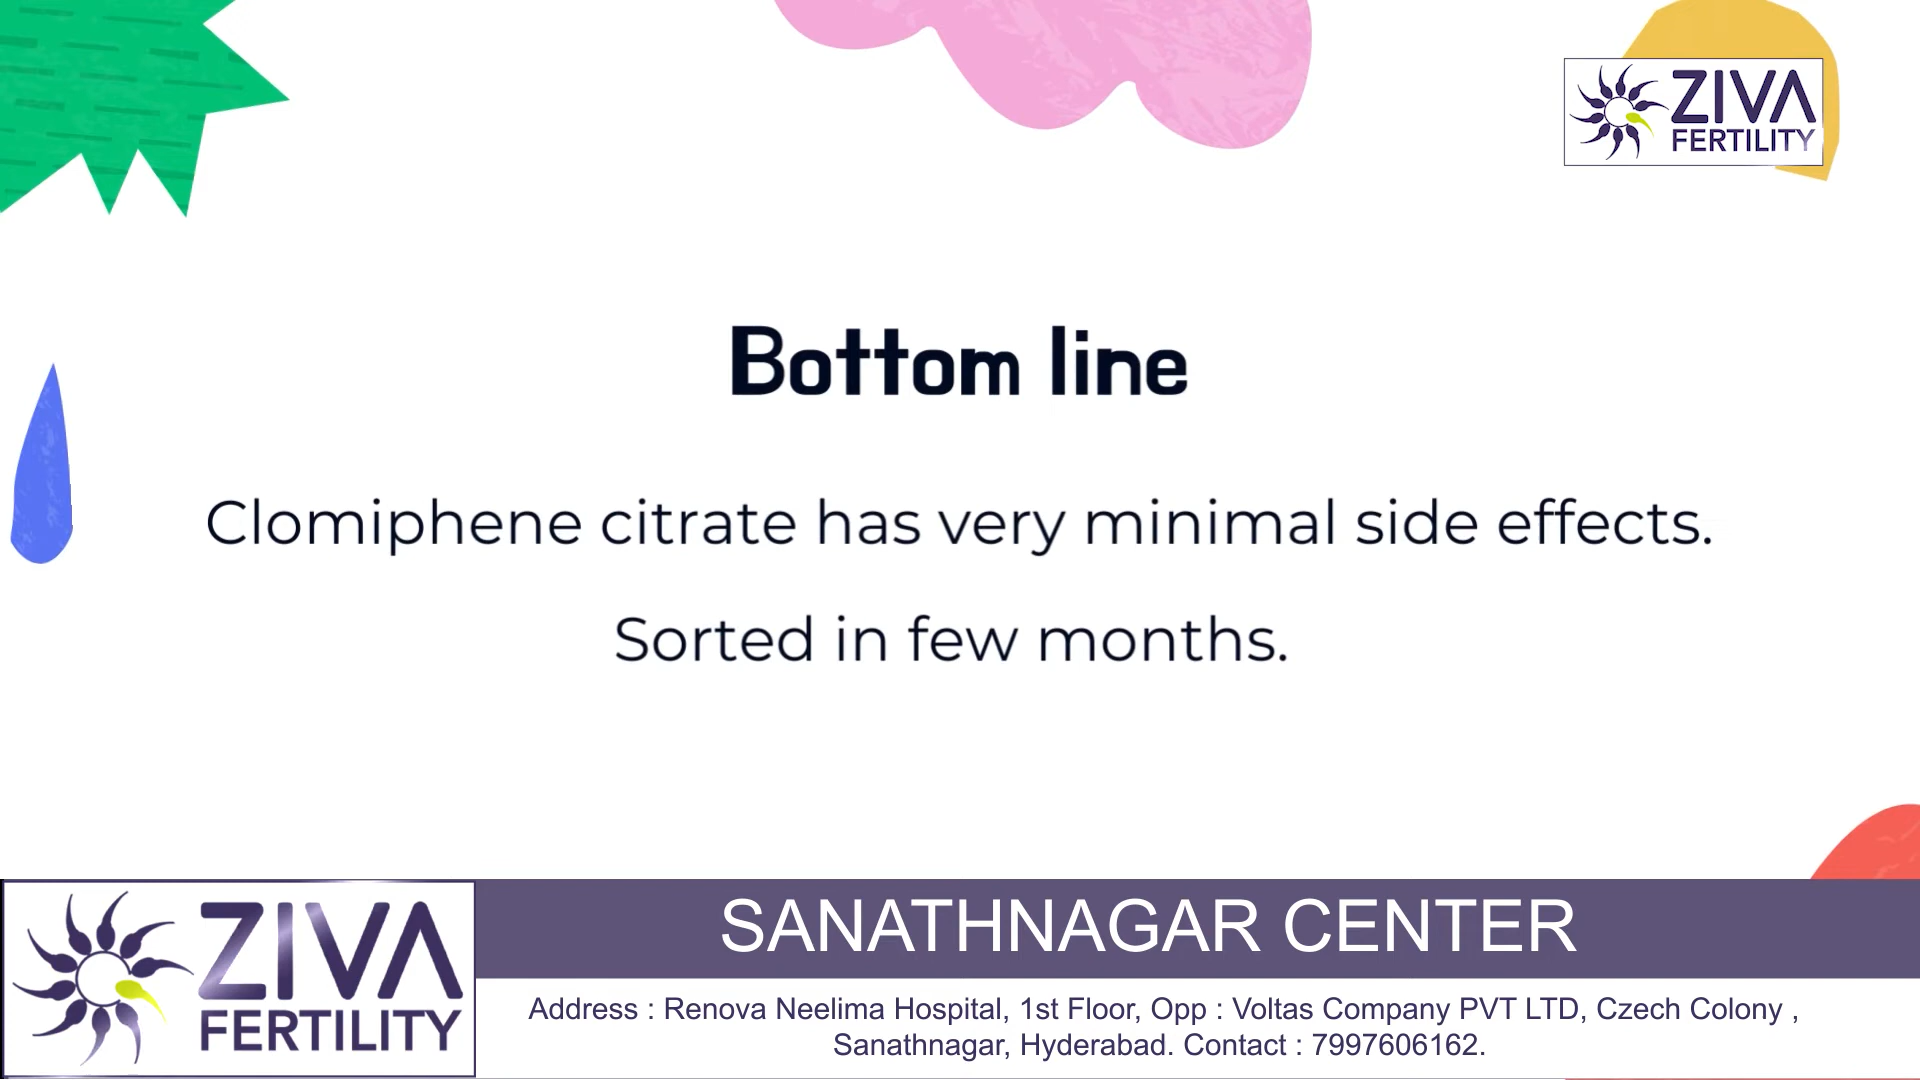 ZIVA
FERTILITY
Bottom line
Clomiphene citrate has very minimal side effects.
Sorted in few months.
ZIVA
FERTILITY
SANATHNAGAR CENTER
Address : Renova Neelima Hospital, 1st Floor, Opp : Voltas Company PVT LTD, Czech Colony ,
Sanathnagar, Hyderabad. Contact : 7997606162.